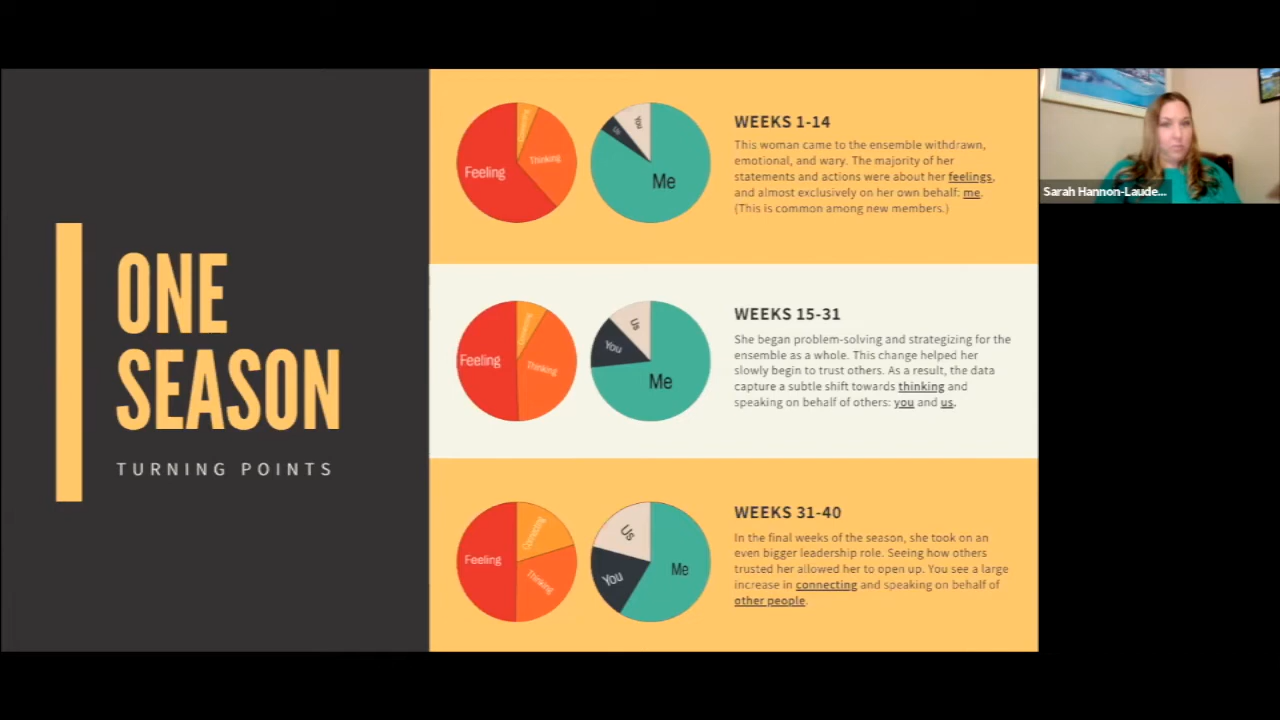 ONE
SEASON
TURNING POINTS
Feeling
Connecting
Thinking
Me
Us
You
WEEKS 1-14
This woman came to the ensemble withdrawn,
emotional, and wary. The majority of her
statements and actions were about her feelings,
and almost exclusively on her own behalf: me.
(This is common among new members.)
Feeling
Connecting
Thinking
Me
You
Us
WEEKS 15-31
She began problem-solving and strategizing for the
ensemble as a whole. This change helped her
slowly begin to trust others. As a result, the data
capture a subtle shift towards thinking and
speaking on behalf of others: you and us.
Feeling
Connecting
Thinking
Me
You
Us
WEEKS 31-40
In the final weeks of the season, she took on an
even bigger leadership role. Seeing how others
trusted her allowed her to open up. You see a large
increase in connecting and speaking on behalf of
other people.
Sarah Hannon-Laude...